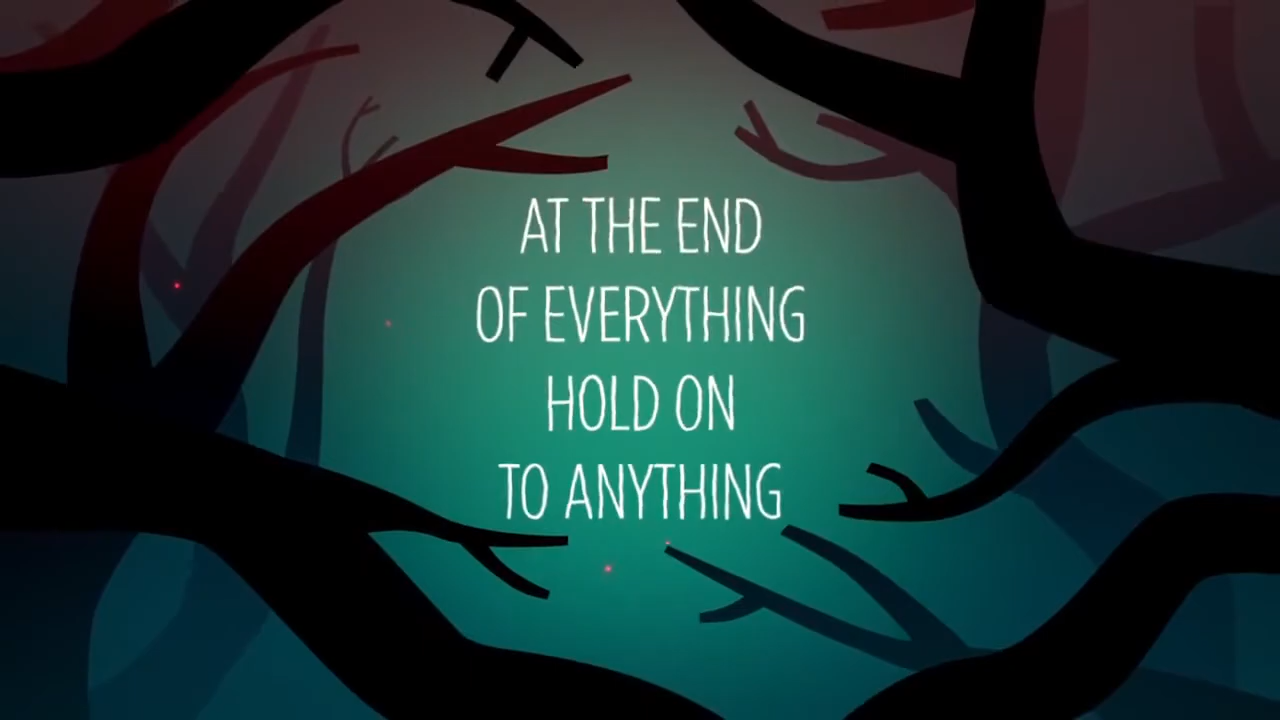 AT THE END
OF EVERYTHING
HOLD ON
TO ANYTHING